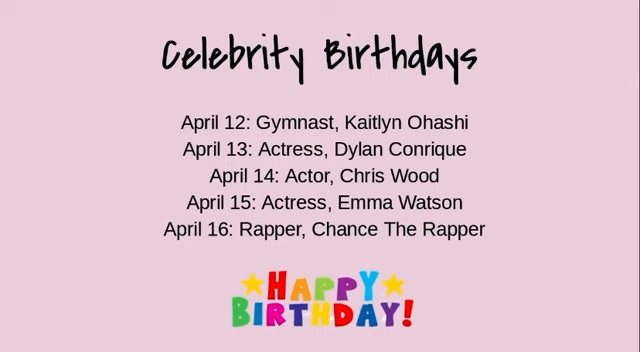 Celebrity Birthdays
April 12: Gymnast, Kaitlyn Ohashi
April 13: Actress, Dylan Conrique
April 14: Actor, Chris Wood
April 15: Actress, Emma Watson
April 16: Rapper, Chance The Rapper
HAPPY
BIRTHDAY!